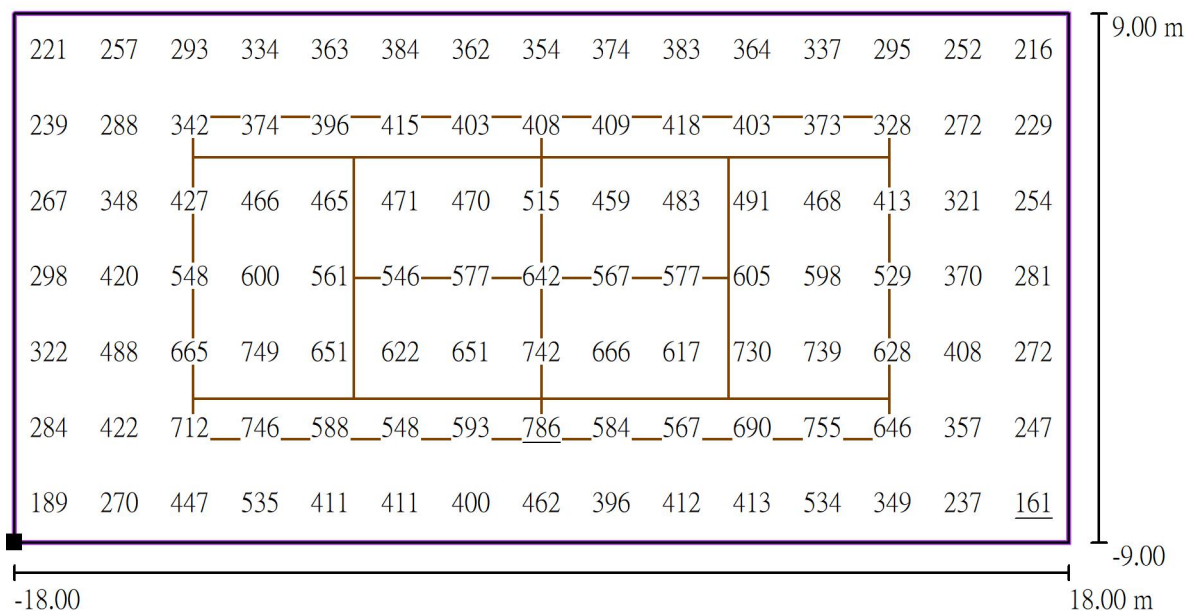 9.00 m
221 257 293 334 363 384 362 354 374 383 364 337 295 252 216
239 288 342 374 396 415 403 408 409 418 403 373 328 272 229
267 348 427 466 465 471 470 515 459 483 491 468 413 321 254
298 420 548 600 561 546 577 642 567 577 605 598 529 370 281
322 488 665 749 651 622 651 742 666 617 730 739 628 408 272
284 422 712 746 588 548 593 786 584 567 690 755 646 357 247
189 270 447 535 411 411 400 462 396 412 413 534 349 237 161
-9.00
-18.00 18.00 m